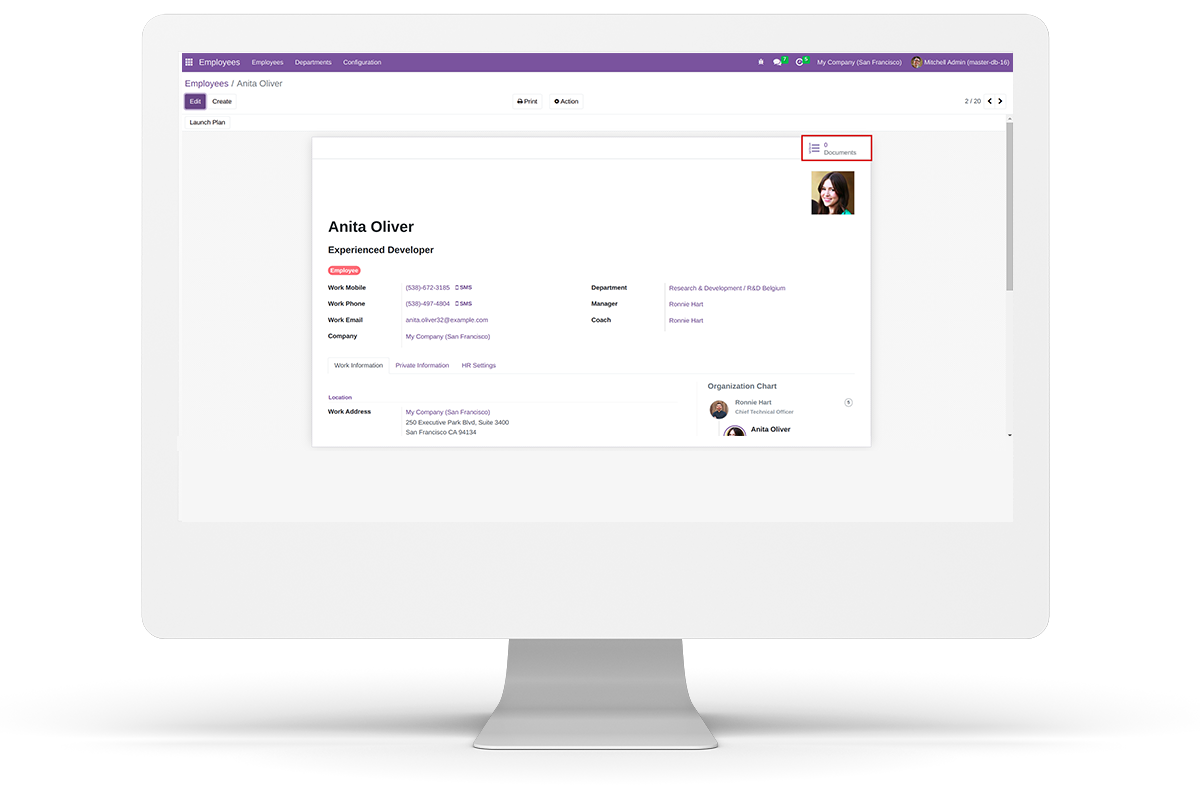 Employees Employees Departments Configuration 7 5 My Company (San Francisco) Mitchell Admin (master-db-16)
Employees / Anita Oliver
Edit Create Print Action 2 / 20
Launch Plan
0
Documents
Anita Oliver
Experienced Developer
Employee
Work Mobile (538)-672-3185 SMS Department Research & Development / R&D Belgium
Work Phone (538)-497-4804 SMS Manager Ronnie Hart
Work Email anita.oliver32@example.com Coach Ronnie Hart
Company My Company (San Francisco)
Work Information Private Information HR Settings
Organization Chart
Location
Work Address My Company (San Francisco)
250 Executive Park Blvd, Suite 3400
San Francisco CA 94134
Ronnie Hart
Chief Technical Officer
Anita Oliver